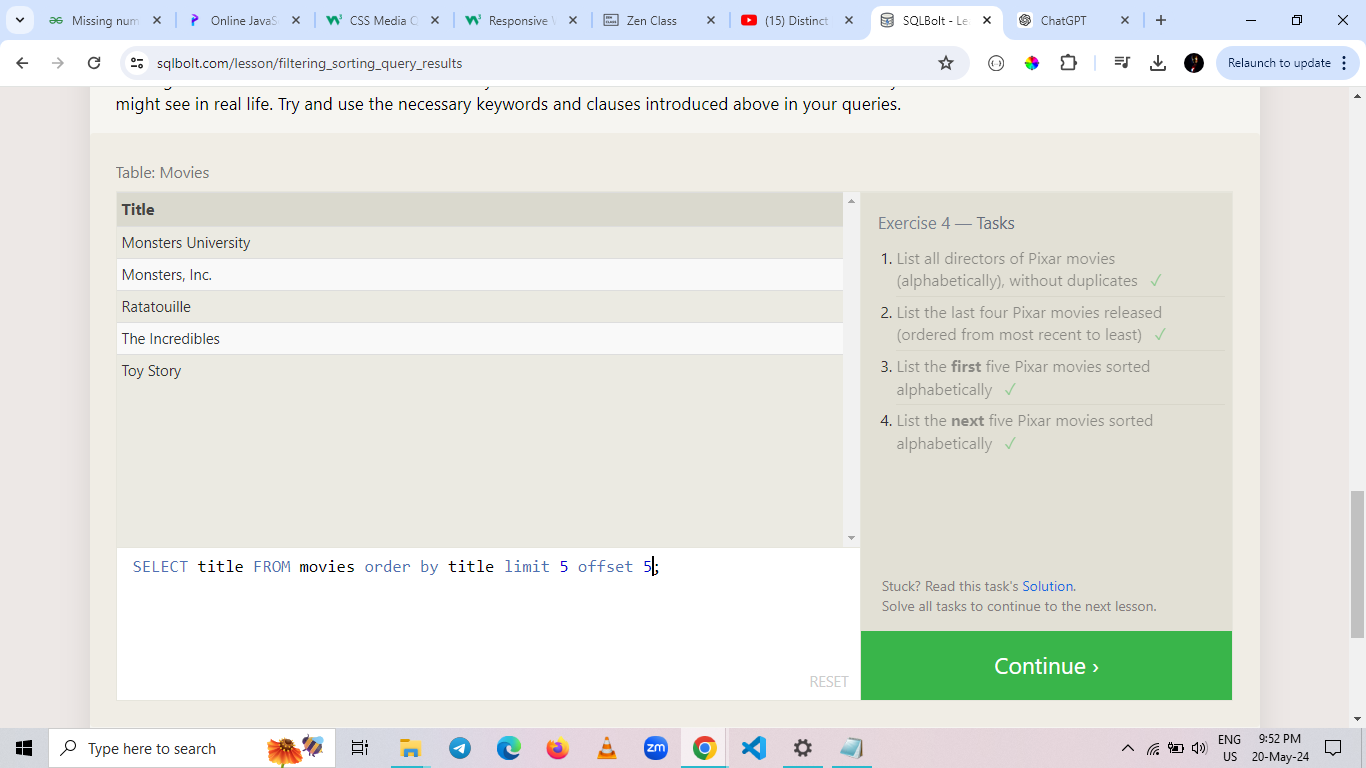 Missing num
Online JavaS
CSS Media C
Responsive V
Zen Class
(15) Distinct
SQLBolt - Le
ChatGPT
sqlbolt.com/lesson/filtering_sorting_query_results
Relaunch to update
might see in real life. Try and use the necessary keywords and clauses introduced above in your queries.
Table: Movies
Title
Monsters University
Monsters, Inc.
Ratatouille
The Incredibles
Toy Story
SELECT title FROM movies order by title limit 5 offset 5;
RESET
Exercise 4 — Tasks
1. List all directors of Pixar movies
(alphabetically), without duplicates ✓
2. List the last four Pixar movies released
(ordered from most recent to least) ✓
3. List the first five Pixar movies sorted
alphabetically ✓
4. List the next five Pixar movies sorted
alphabetically ✓
Stuck? Read this task's Solution.
Solve all tasks to continue to the next lesson.
Continue ›
Type here to search
zm
ENG
US
9:52 PM
20-May-24